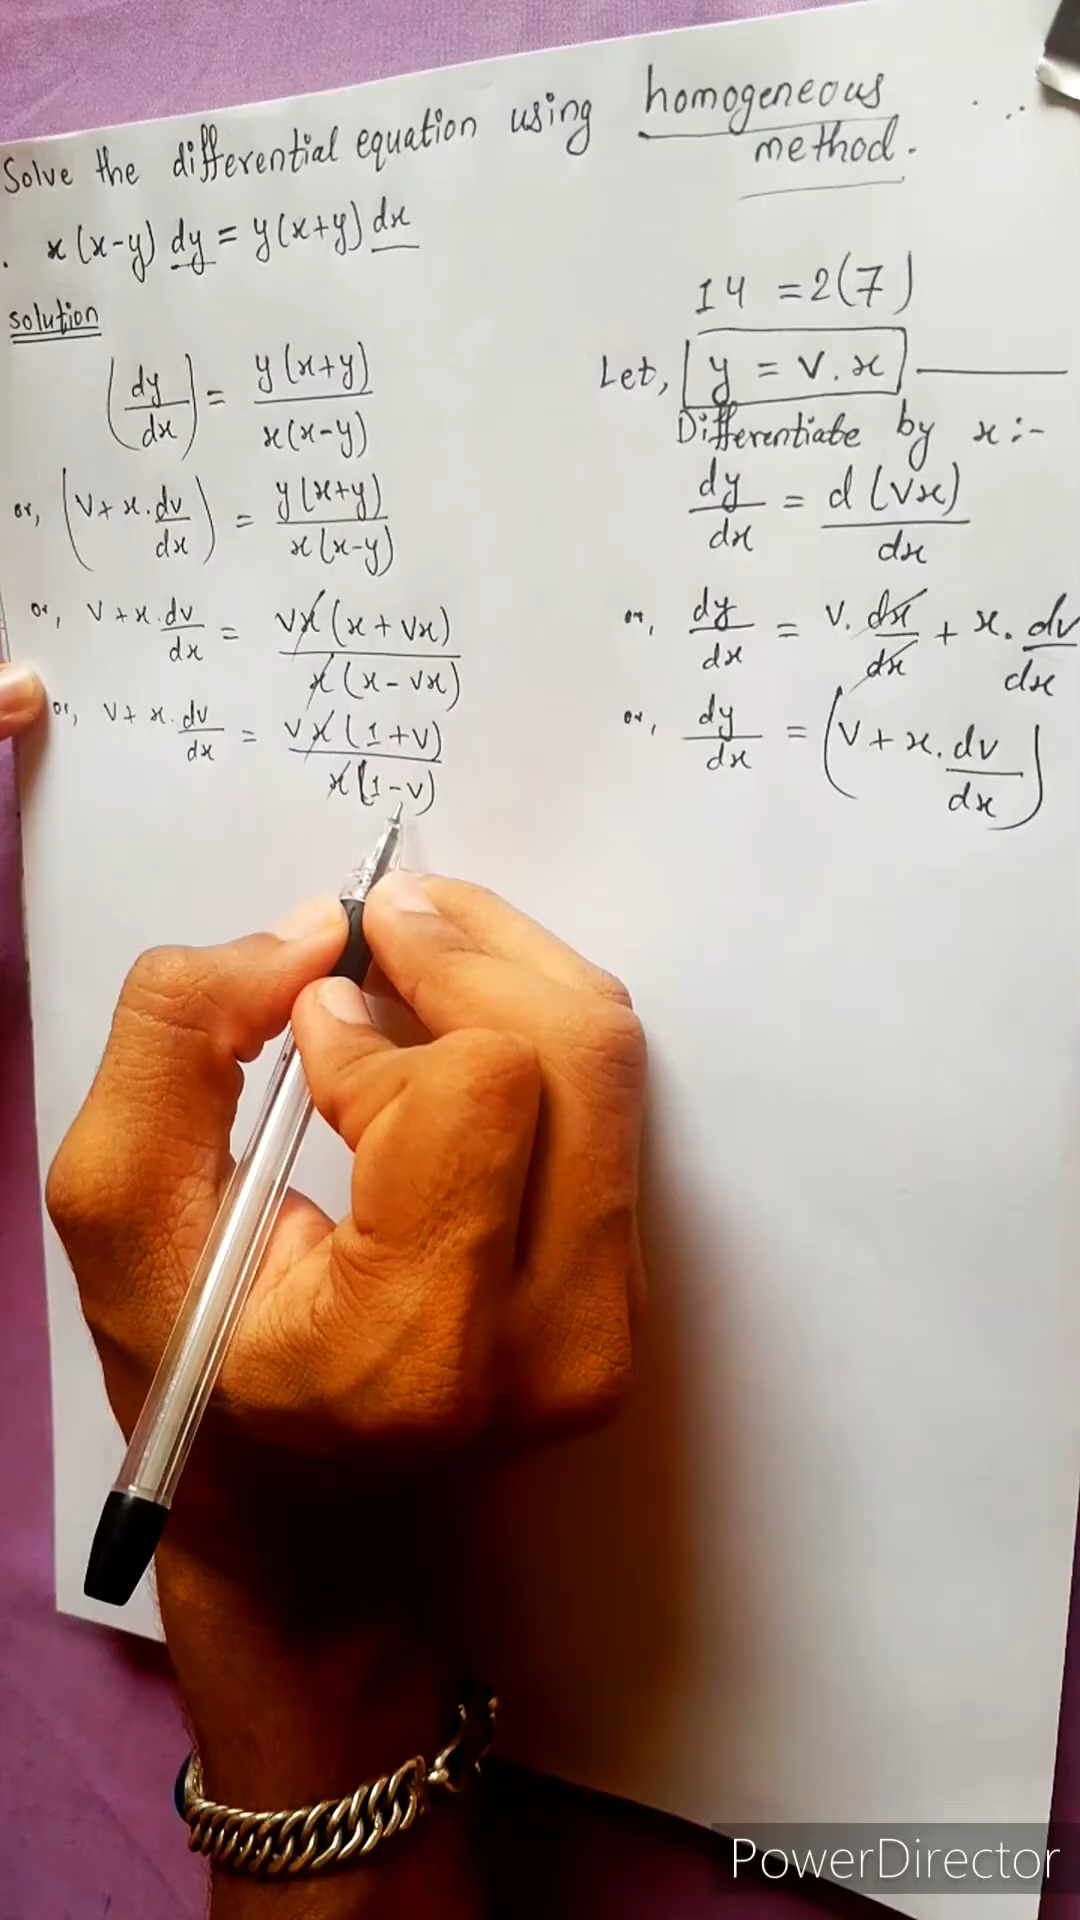 Solve the differential equation using homogeneous method.
. x(x-y) dy = y(x+y) dx
solution
(dy/dx) = y(x+y)/x(x-y)
or, (v+x.dv/dx) = y(x+y)/x(x-y)
or, v+x.dv/dx = vx(x+vx)/x(x-vx)
or, v+x.dv/dx = vx(1+v)/x(1-v)
14 = 2(7)
Let, y = v.x
Differentiate by x:-
dy/dx = d(vx)/dx
or, dy/dx = v.dx/dx + x.dv/dx
or, dy/dx = (v+x.dv/dx)
PowerDirector